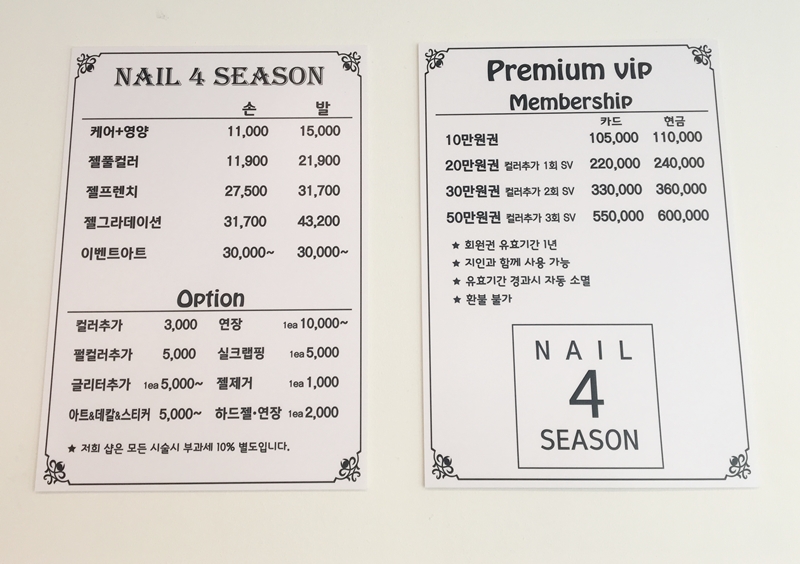 NAIL 4 SEASON
손 발
케어+영양 11,000 15,000
젤풀컬러 11,900 21,900
젤프렌치 27,500 31,700
젤그라데이션 31,700 43,200
이벤트아트 30,000~ 30,000~
Option
컬러추가 3,000 연장 1ea 10,000~
펄컬러추가 5,000 실크랩핑 1ea 5,000
글리터추가 1ea 5,000~ 젤제거 1ea 1,000
아트&데칼&스티커 5,000~ 하드젤·연장 1ea 2,000
★ 저희 샵은 모든 시술시 부과세 10% 별도입니다.
Premium vip
Membership
카드 현금
10만원권 105,000 110,000
20만원권 컬러추가 1회 SV 220,000 240,000
30만원권 컬러추가 2회 SV 330,000 360,000
50만원권 컬러추가 3회 SV 550,000 600,000
★ 회원권 유효기간 1년
★ 지인과 함께 사용 가능
★ 유효기간 경과시 자동 소멸
★ 환불 불가
NAIL
4
SEASON